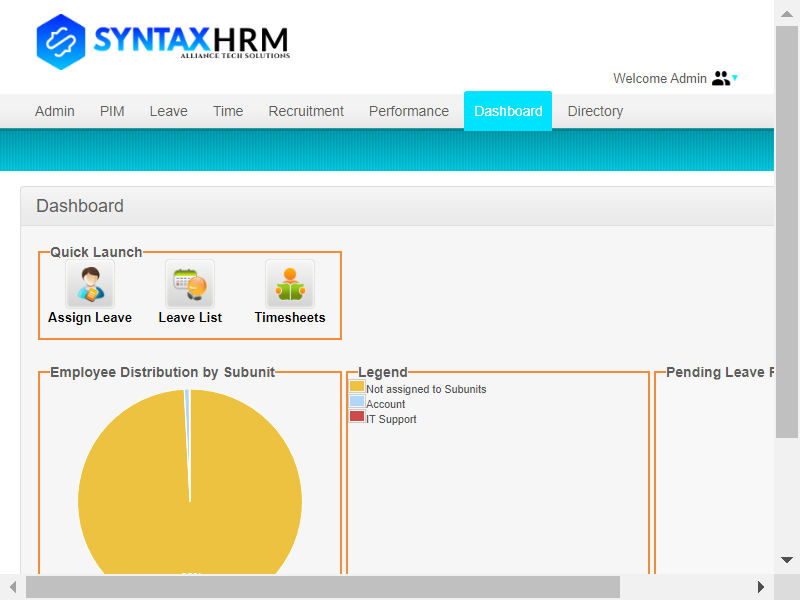 SYNTAXHRM
ALLIANCE TECH SOLUTIONS
Welcome Admin
Admin PIM Leave Time Recruitment Performance Dashboard Directory
Dashboard
Quick Launch
Assign Leave Leave List Timesheets
Employee Distribution by Subunit
Legend
Not assigned to Subunits
Account
IT Support
Pending Leave